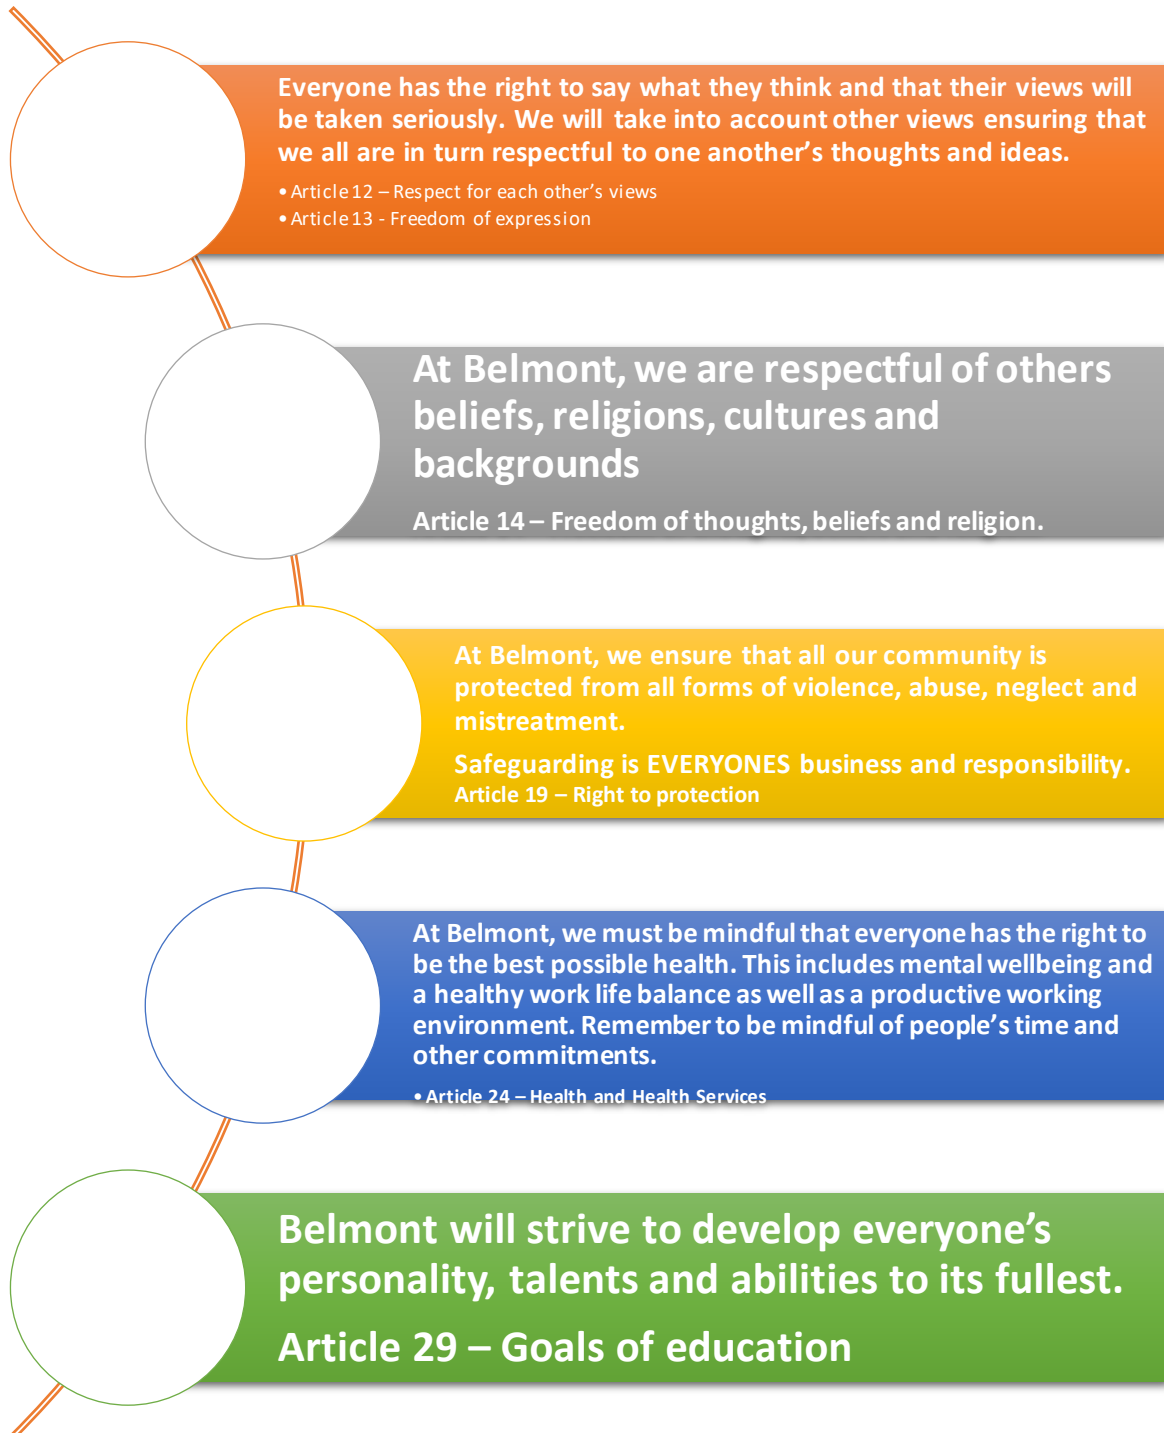 Everyone has the right to say what they think and that their views will
be taken seriously. We will take into account other views ensuring that
we all are in turn respectful to one another's thoughts and ideas.
• Article 12 – Respect for each other's views
• Article 13 - Freedom of expression
At Belmont, we are respectful of others
beliefs, religions, cultures and
backgrounds
Article 14 – Freedom of thoughts, beliefs and religion.
At Belmont, we ensure that all our community is
protected from all forms of violence, abuse, neglect and
mistreatment.
Safeguarding is EVERYONES business and responsibility.
Article 19 – Right to protection
At Belmont, we must be mindful that everyone has the right to
be the best possible health. This includes mental wellbeing and
a healthy work life balance as well as a productive working
environment. Remember to be mindful of people's time and
other commitments.
• Article 24 – Health and Health Services
Belmont will strive to develop everyone's
personality, talents and abilities to its fullest.
Article 29 – Goals of education